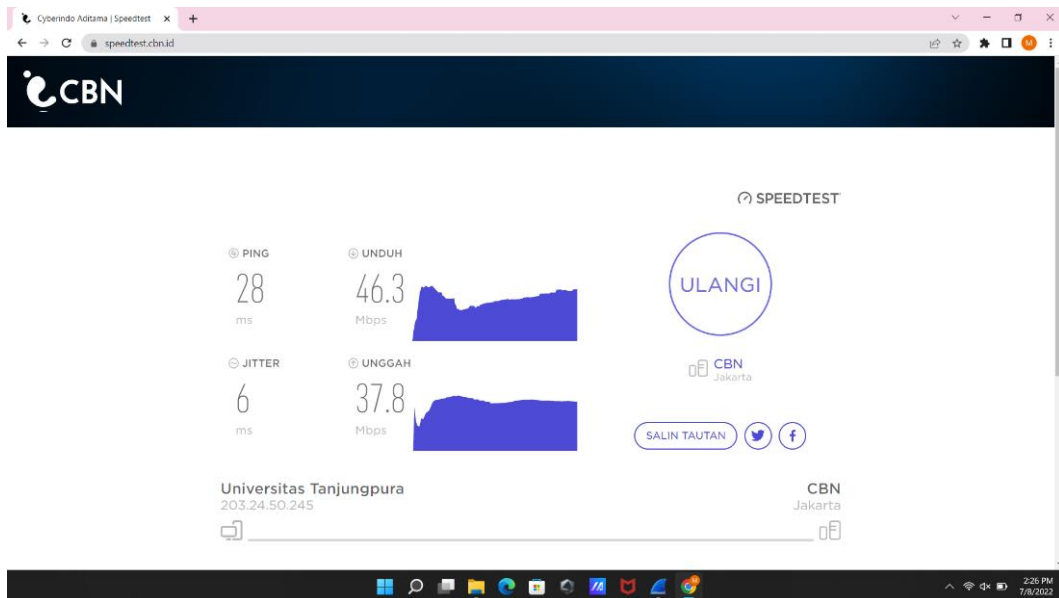 Cyberindo Aditama | Speedtest
speedtest.cbn.id
M
CBN
SPEEDTEST
PING
UNDUH
28
46.3
ms
Mbps
ULANGI
JITTER
UNGGAH
CBN
Jakarta
6
37.8
ms
Mbps
SALIN TAUTAN
Universitas Tanjungpura
CBN
203.24.50.245
Jakarta
2:26 PM
7/8/2022